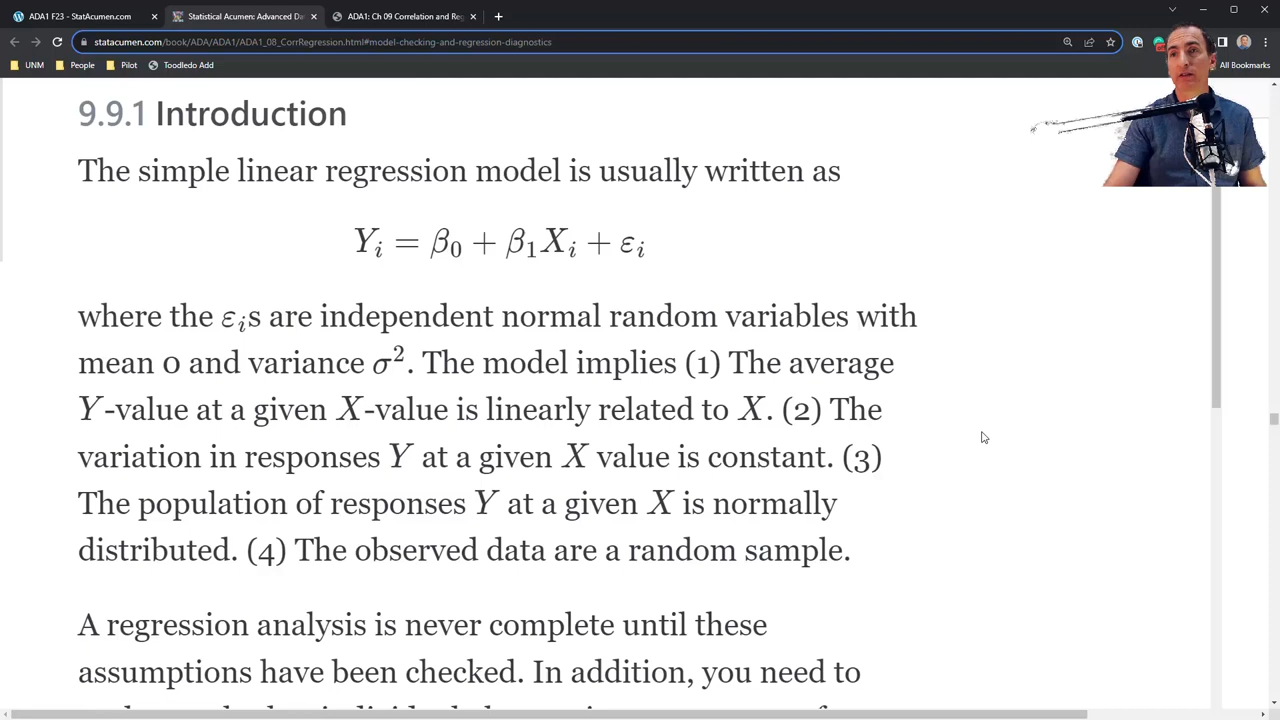 ADA1 F23 - StatAcumen.com
Statistical Acumen: Advanced Da
ADA1: Ch 09 Correlation and Reg
statacumen.com/book/ADA/ADA1/ADA1_08_CorrRegression.html#model-checking-and-regression-diagnostics
UNM
People
Pilot
Toodledo Add
All Bookmarks
9.9.1 Introduction
The simple linear regression model is usually written as
Yᵢ = β₀ + β₁Xᵢ + εᵢ
where the εᵢs are independent normal random variables with
mean 0 and variance σ². The model implies (1) The average
Y-value at a given X-value is linearly related to X. (2) The
variation in responses Y at a given X value is constant. (3)
The population of responses Y at a given X is normally
distributed. (4) The observed data are a random sample.
A regression analysis is never complete until these
assumptions have been checked. In addition, you need to